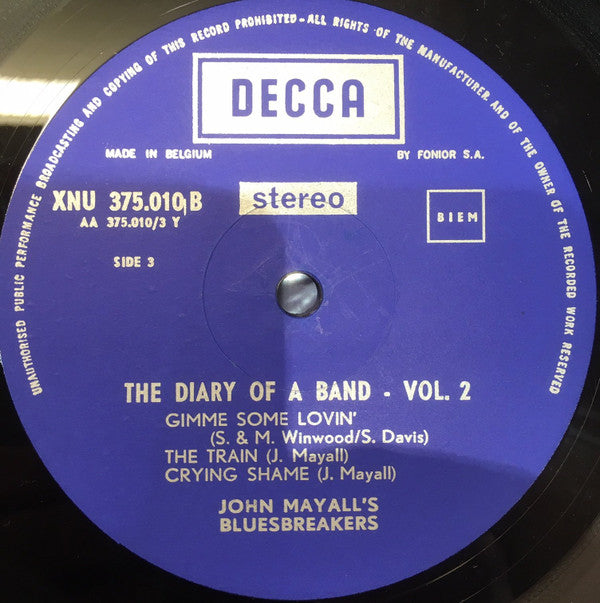 UNAUTHORISED PUBLIC PERFORMANCE BROADCASTING AND COPYING OF THIS RECORD PROHIBITED-ALL RIGHTS OF THE MANUFACTURER AND OF THE OWNER OF THE RECORDED WORK RESERVED
DECCA
MADE IN BELGIUM
BY FONIOR S.A.
XNU 375.010 B
stereo
BIEM
AA 375.010/3 Y
SIDE 3
THE DIARY OF A BAND - VOL. 2
GIMME SOME LOVIN'
(S. & M. Winwood/S. Davis)
THE TRAIN (J. Mayall)
CRYING SHAME (J. Mayall)
JOHN MAYALL'S
BLUESBREAKERS